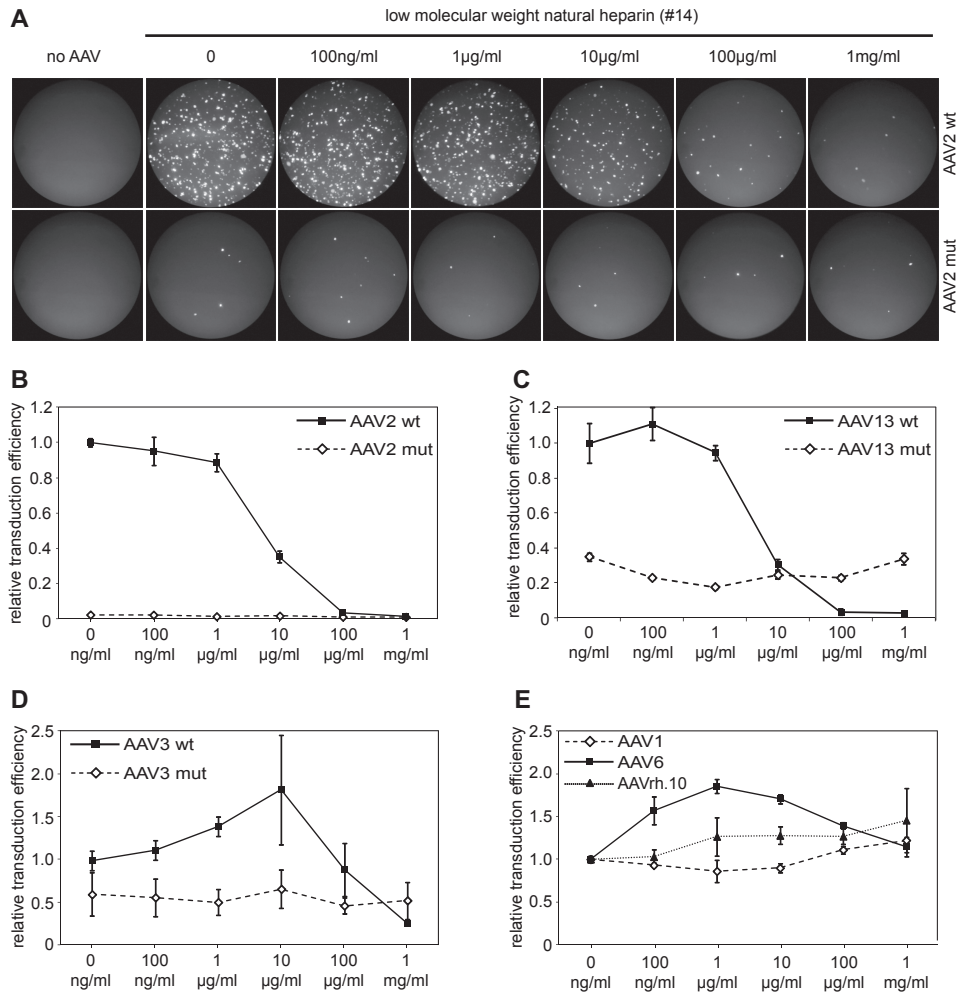 A
low molecular weight natural heparin (#14)
no AAV 0 100ng/ml 1µg/ml 10µg/ml 100µg/ml 1mg/ml
AAV2 wt
AAV2 mut
B
relative transduction efficiency
1.2
1.0
0.8
0.6
0.4
0.2
0
AAV2 wt
AAV2 mut
0 100 1 10 100 1
ng/ml ng/ml µg/ml µg/ml µg/ml mg/ml
C
relative transduction efficiency
1.2
1.0
0.8
0.6
0.4
0.2
0
AAV13 wt
AAV13 mut
0 100 1 10 100 1
ng/ml ng/ml µg/ml µg/ml µg/ml mg/ml
D
relative transduction efficiency
2.5
2.0
1.5
1.0
0.5
0
AAV3 wt
AAV3 mut
0 100 1 10 100 1
ng/ml ng/ml µg/ml µg/ml µg/ml mg/ml
E
relative transduction efficiency
2.5
2.0
1.5
1.0
0.5
0
AAV1
AAV6
AAVrh.10
0 100 1 10 100 1
ng/ml ng/ml µg/ml µg/ml µg/ml mg/ml